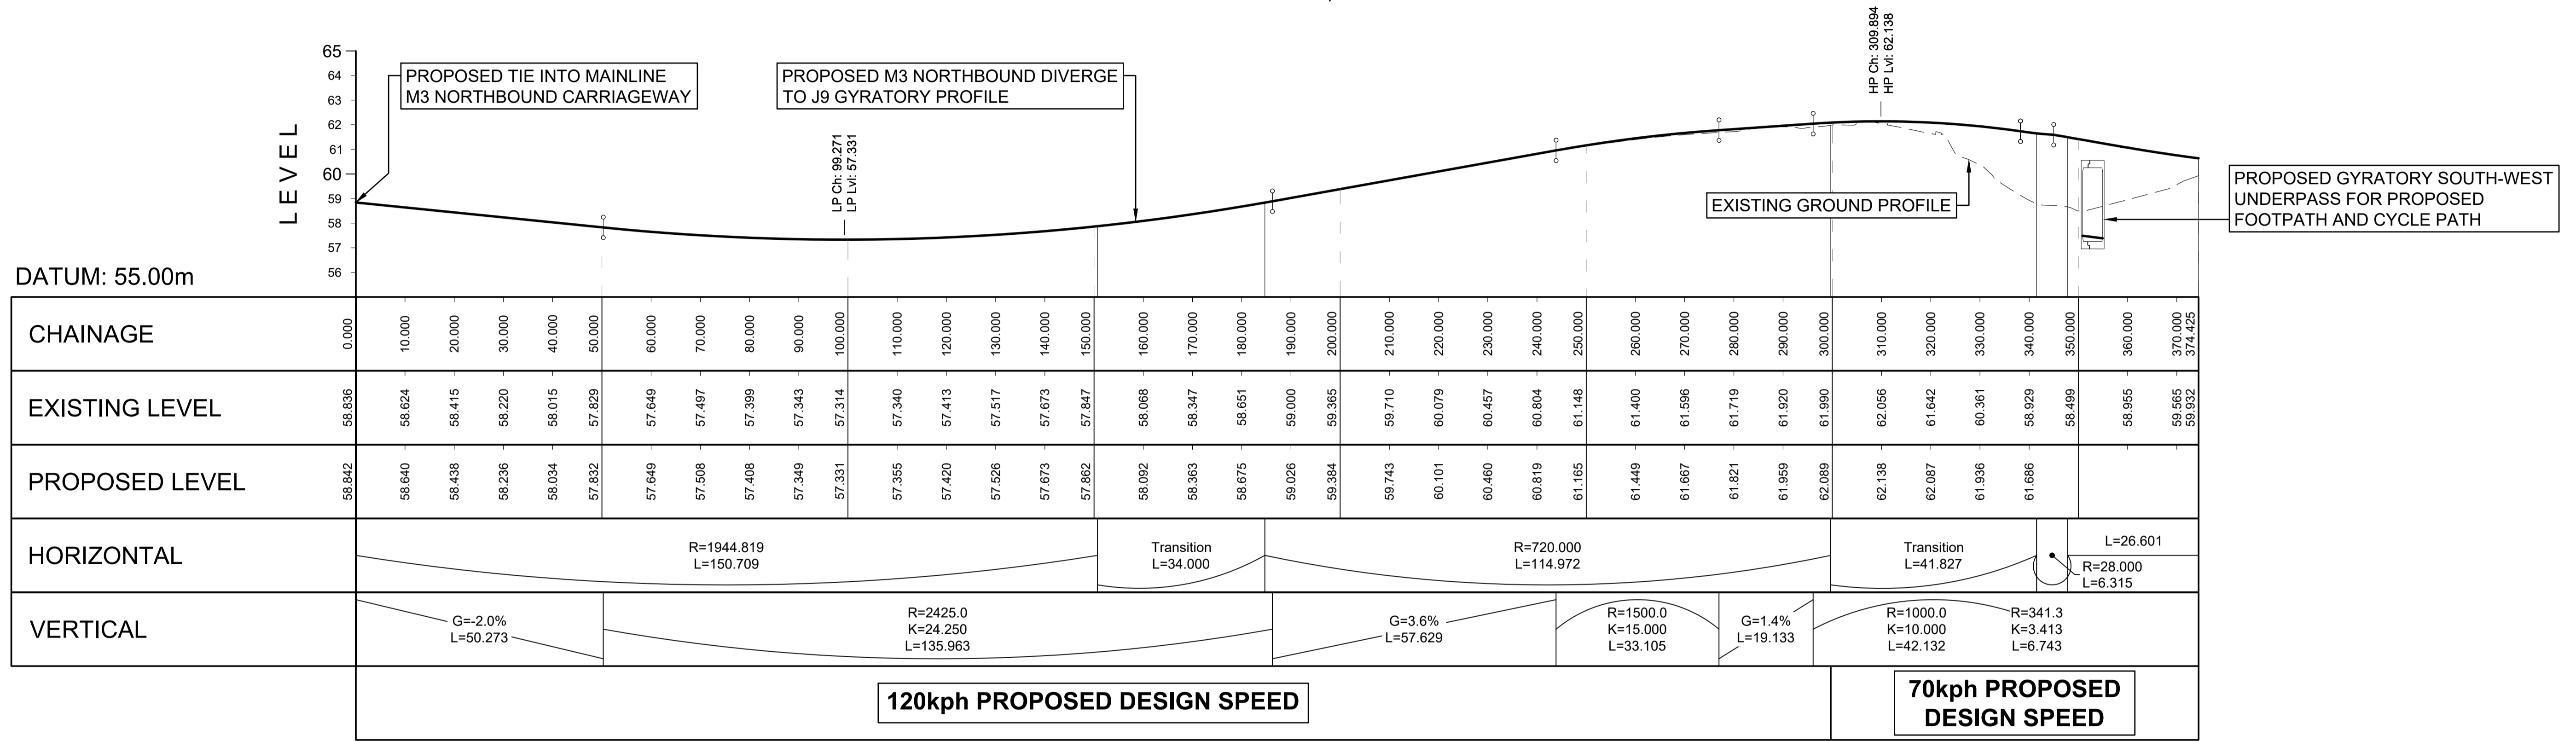 HP Ch: 309.894
HP Lvl: 62.138
65
64
63
62
61
60
59
58
57
56
LEVEL
PROPOSED TIE INTO MAINLINE
M3 NORTHBOUND CARRIAGEWAY
PROPOSED M3 NORTHBOUND DIVERGE
TO J9 GYRATORY PROFILE
LP Ch: 99.271
LP Lvl: 57.331
EXISTING GROUND PROFILE
PROPOSED GYRATORY SOUTH-WEST
UNDERPASS FOR PROPOSED
FOOTPATH AND CYCLE PATH
DATUM: 55.00m
CHAINAGE 0.000 10.000 20.000 30.000 40.000 50.000 60.000 70.000 80.000 90.000 100.000 110.000 120.000 130.000 140.000 150.000 160.000 170.000 180.000 190.000 200.000 210.000 220.000 230.000 240.000 250.000 260.000 270.000 280.000 290.000 300.000 310.000 320.000 330.000 340.000 350.000 360.000 370.000 374.425
EXISTING LEVEL 58.836 58.624 58.415 58.220 58.015 57.829 57.649 57.497 57.399 57.343 57.314 57.340 57.413 57.517 57.673 57.847 58.068 58.347 58.651 59.000 59.365 59.710 60.079 60.457 60.804 61.148 61.400 61.596 61.719 61.920 61.990 62.056 61.642 60.361 58.929 58.499 58.955 59.565 59.932
PROPOSED LEVEL 58.842 58.640 58.438 58.236 58.034 57.832 57.649 57.508 57.408 57.349 57.331 57.355 57.420 57.526 57.673 57.862 58.092 58.363 58.675 59.026 59.384 59.743 60.101 60.460 60.819 61.165 61.449 61.667 61.821 61.959 62.089 62.138 62.087 61.936 61.686
HORIZONTAL
R=1944.819
L=150.709
Transition
L=34.000
R=720.000
L=114.972
Transition
L=41.827
R=28.000
L=6.315
L=26.601
VERTICAL
G=-2.0%
L=50.273
R=2425.0
K=24.250
L=135.963
G=3.6%
L=57.629
R=1500.0
K=15.000
L=33.105
G=1.4%
L=19.133
R=1000.0
K=10.000
L=42.132
R=341.3
K=3.413
L=6.743
120kph PROPOSED DESIGN SPEED
70kph PROPOSED
DESIGN SPEED